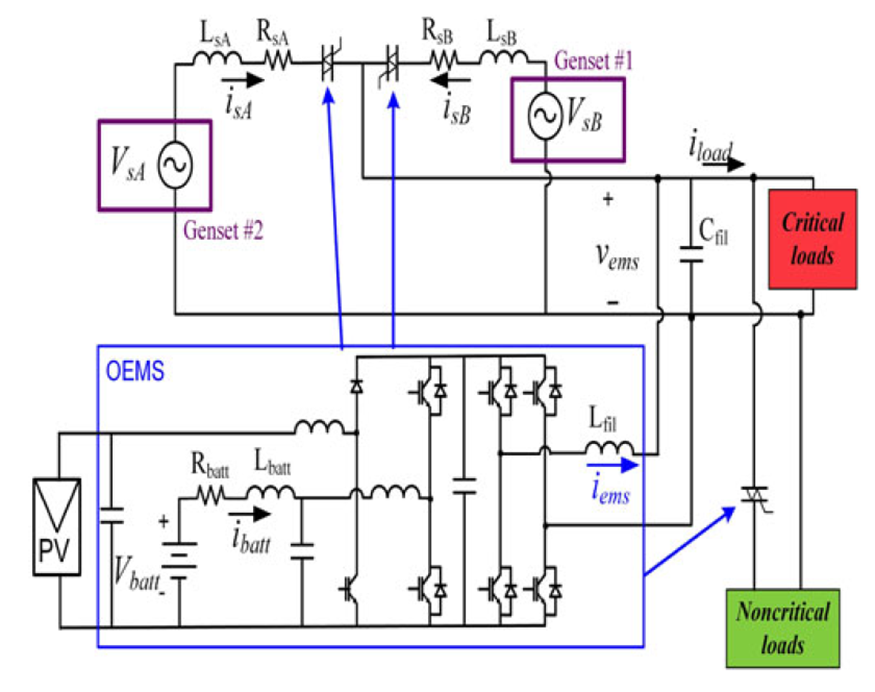 LsA RsA RsB LsB
Genset #1
isA isB
VsB
VsA
iload
Genset #2
+
Cfil
vems
-
Critical
loads
OEMS
Lfil
Rbatt Lbatt
iems
+
ibatt
PV
Vbatt
-
Noncritical
loads